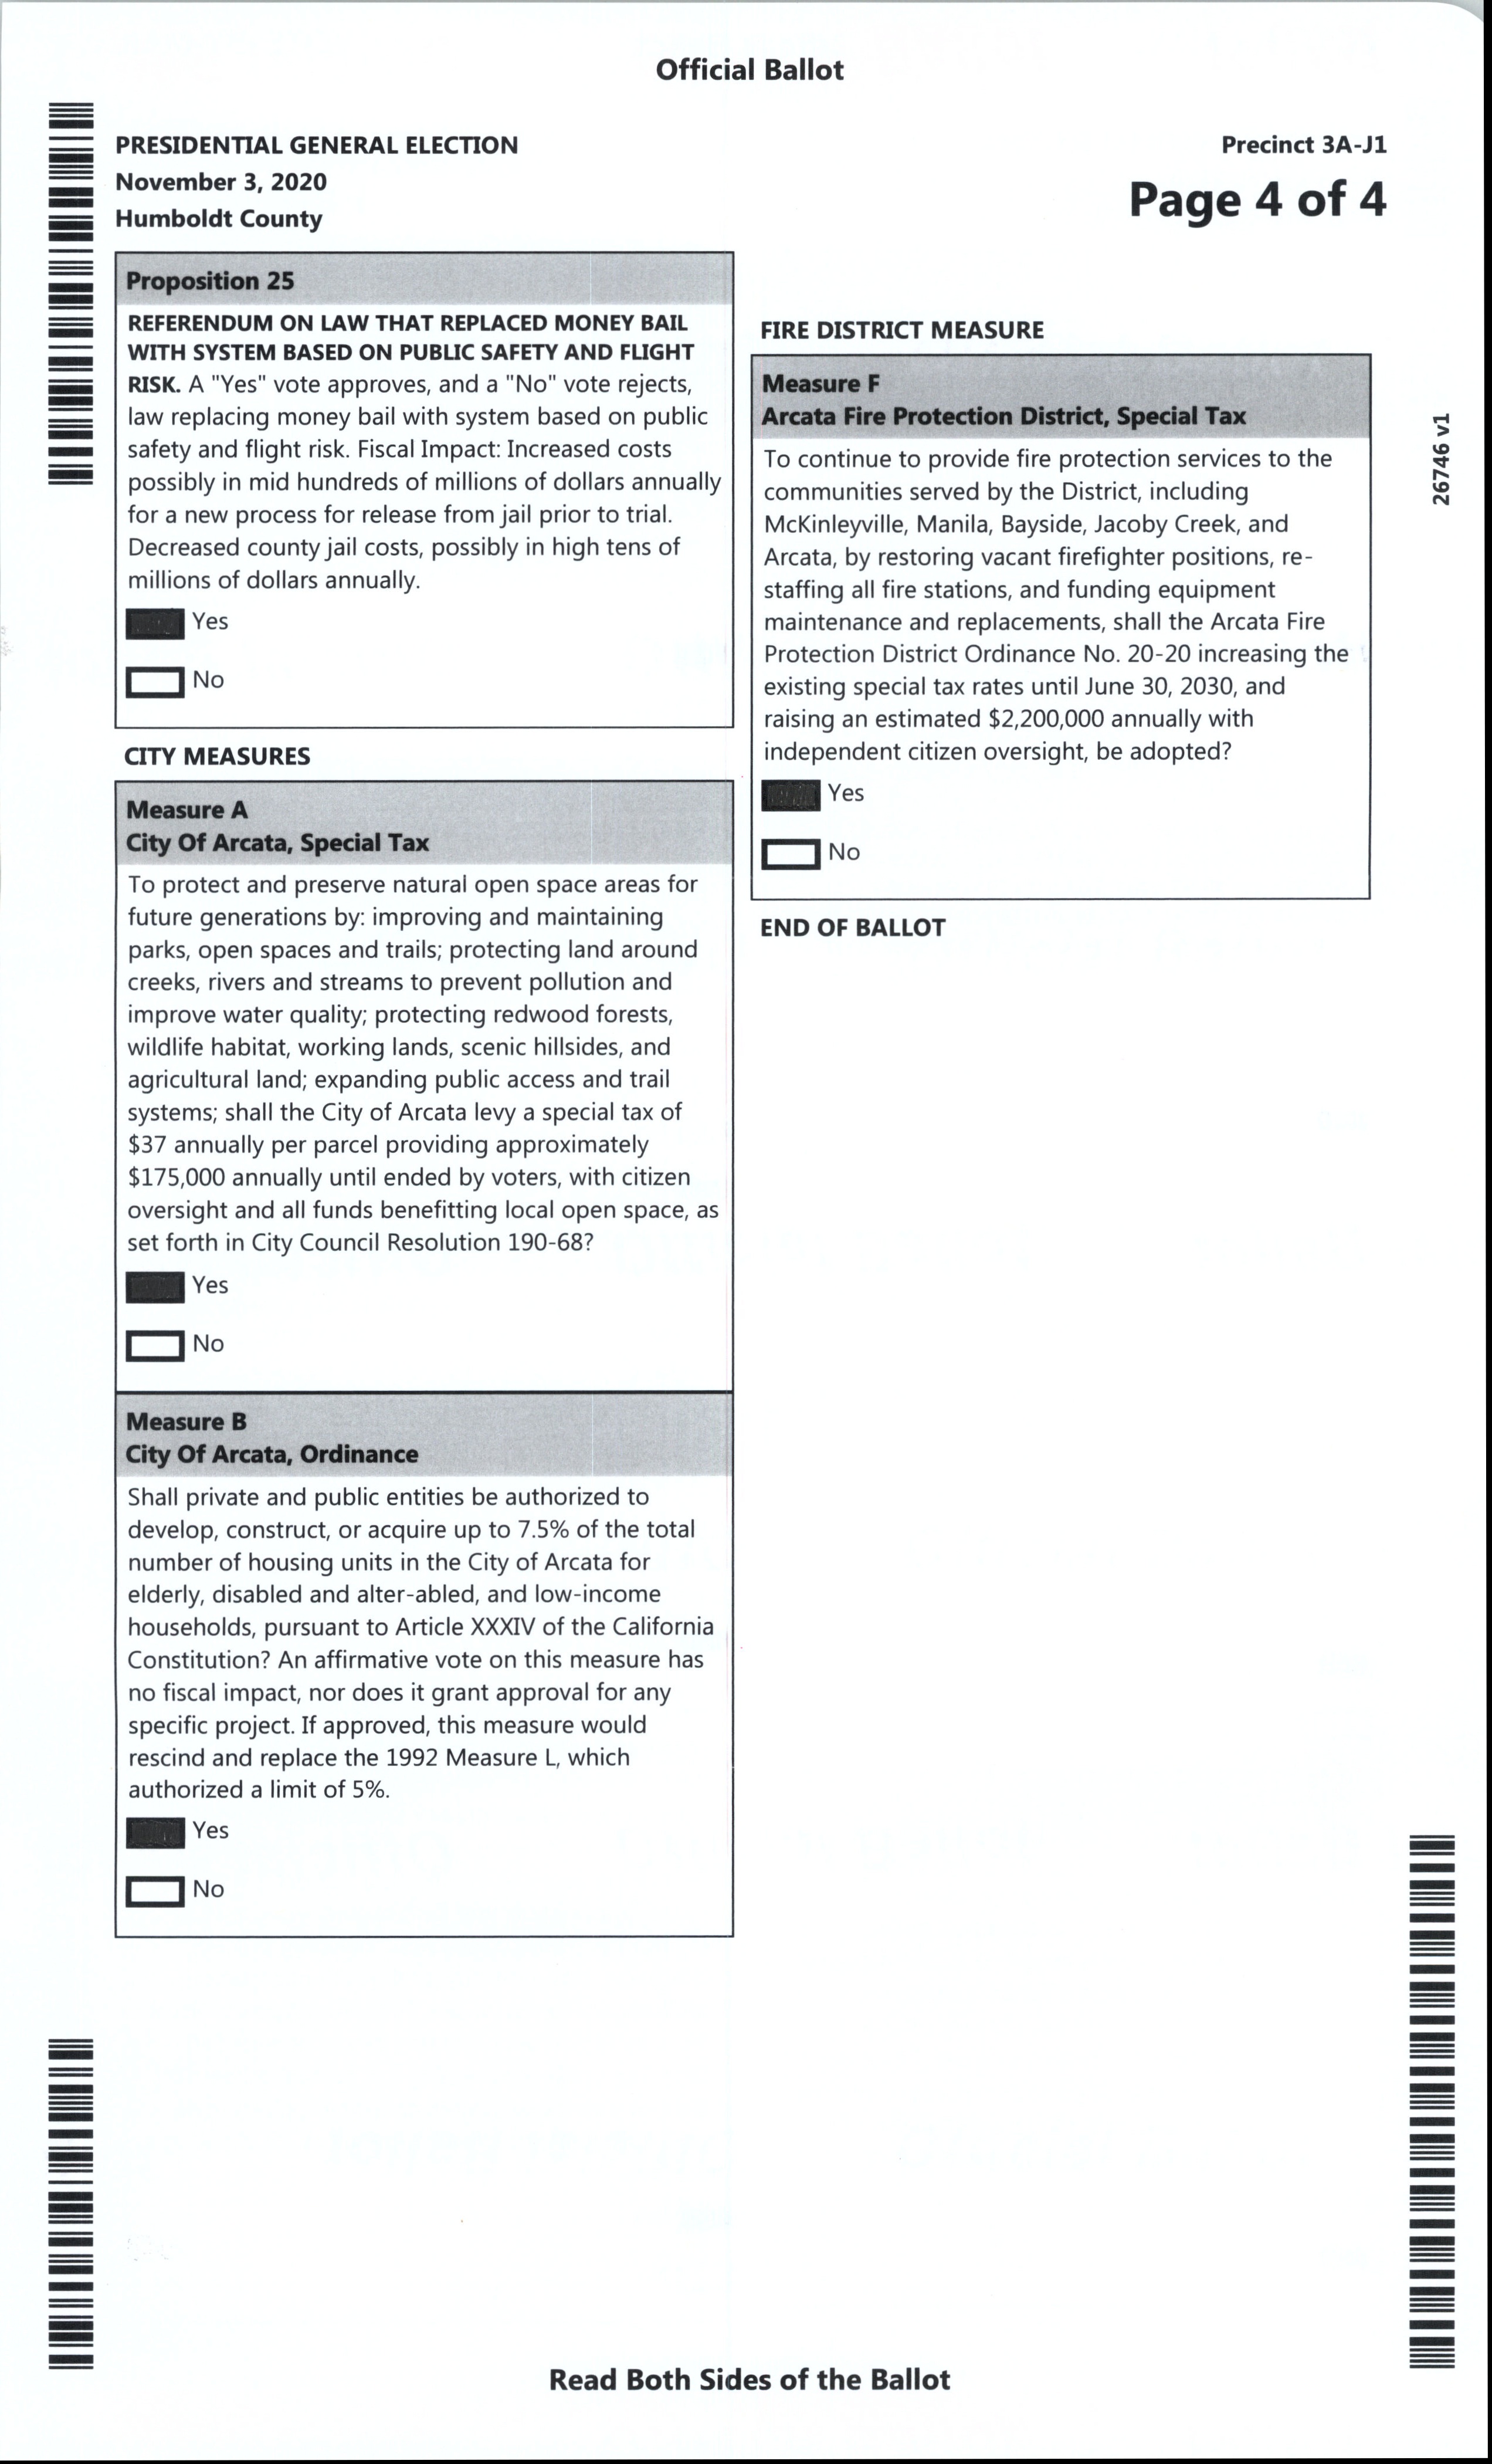 Official Ballot
PRESIDENTIAL GENERAL ELECTION
November 3, 2020
Humboldt County
Precinct 3A-J1
Page 4 of 4
Proposition 25
REFERENDUM ON LAW THAT REPLACED MONEY BAIL
WITH SYSTEM BASED ON PUBLIC SAFETY AND FLIGHT
RISK. A "Yes" vote approves, and a "No" vote rejects,
law replacing money bail with system based on public
safety and flight risk. Fiscal Impact: Increased costs
possibly in mid hundreds of millions of dollars annually
for a new process for release from jail prior to trial.
Decreased county jail costs, possibly in high tens of
millions of dollars annually.
Yes
No
CITY MEASURES
Measure A
City Of Arcata, Special Tax
To protect and preserve natural open space areas for
future generations by: improving and maintaining
parks, open spaces and trails; protecting land around
creeks, rivers and streams to prevent pollution and
improve water quality; protecting redwood forests,
wildlife habitat, working lands, scenic hillsides, and
agricultural land; expanding public access and trail
systems; shall the City of Arcata levy a special tax of
$37 annually per parcel providing approximately
$175,000 annually until ended by voters, with citizen
oversight and all funds benefitting local open space, as
set forth in City Council Resolution 190-68?
Yes
No
Measure B
City Of Arcata, Ordinance
Shall private and public entities be authorized to
develop, construct, or acquire up to 7.5% of the total
number of housing units in the City of Arcata for
elderly, disabled and alter-abled, and low-income
households, pursuant to Article XXXIV of the California
Constitution? An affirmative vote on this measure has
no fiscal impact, nor does it grant approval for any
specific project. If approved, this measure would
rescind and replace the 1992 Measure L, which
authorized a limit of 5%.
Yes
No
FIRE DISTRICT MEASURE
Measure F
Arcata Fire Protection District, Special Tax
To continue to provide fire protection services to the
communities served by the District, including
McKinleyville, Manila, Bayside, Jacoby Creek, and
Arcata, by restoring vacant firefighter positions, re-
staffing all fire stations, and funding equipment
maintenance and replacements, shall the Arcata Fire
Protection District Ordinance No. 20-20 increasing the
existing special tax rates until June 30, 2030, and
raising an estimated $2,200,000 annually with
independent citizen oversight, be adopted?
Yes
No
END OF BALLOT
26746 v1
Read Both Sides of the Ballot